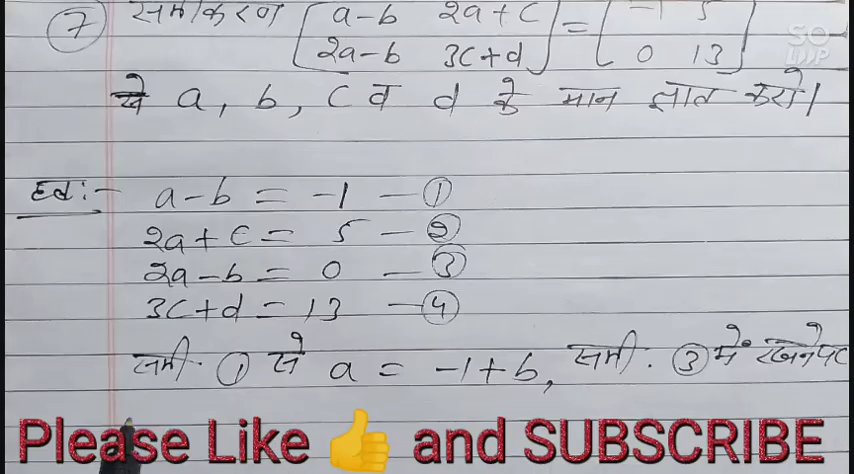 ⑦ समीकरण [a-b 2a+c] = [-1 5]
[2a-b 3c+d] [0 13]
से a, b, c व d के मान ज्ञात करो।
हल:- a-b = -1 — ①
2a+c = 5 — ②
2a-b = 0 — ③
3c+d = 13 — ④
समी. ① से a = -1+b, समी. ③ में रखने पर
Please Like 👍 and SUBSCRIBE